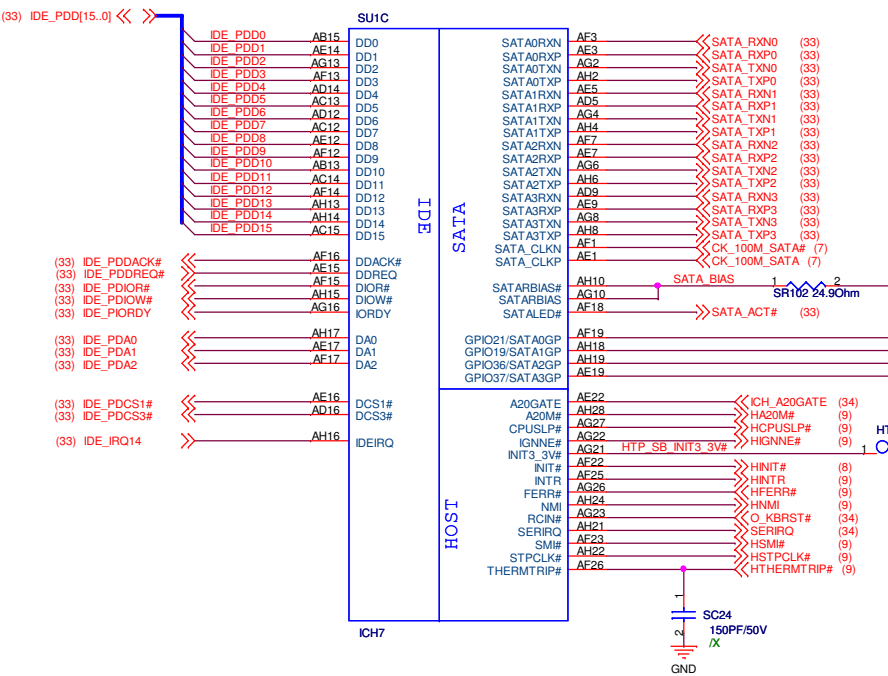 (33) IDE_PDD[15..0]
SU1C
IDE_PDD0 AB15 DD0
IDE_PDD1 AE14 DD1
IDE_PDD2 AG13 DD2
IDE_PDD3 AF13 DD3
IDE_PDD4 AD14 DD4
IDE_PDD5 AC13 DD5
IDE_PDD6 AD12 DD6
IDE_PDD7 AC12 DD7
IDE_PDD8 AE12 DD8
IDE_PDD9 AF12 DD9
IDE_PDD10 AB13 DD10
IDE_PDD11 AC14 DD11
IDE_PDD12 AF14 DD12
IDE_PDD13 AH13 DD13
IDE_PDD14 AH14 DD14
IDE_PDD15 AC15 DD15
(33) IDE_PDDACK# AF16 DDACK#
(33) IDE_PDDREQ# AE15 DDREQ
(33) IDE_PDIOR# AF15 DIOR#
(33) IDE_PDIOW# AH15 DIOW#
(33) IDE_PIORDY AG16 IORDY
(33) IDE_PDA0 AH17 DA0
(33) IDE_PDA1 AE17 DA1
(33) IDE_PDA2 AF17 DA2
(33) IDE_PDCS1# AE16 DCS1#
(33) IDE_PDCS3# AD16 DCS3#
(33) IDE_IRQ14 AH16 IDEIRQ
IDE
SATA
HOST
SATA0RXN AF3 SATA_RXN0 (33)
SATA0RXP AE3 SATA_RXP0 (33)
SATA0TXN AG2 SATA_TXN0 (33)
SATA0TXP AH2 SATA_TXP0 (33)
SATA1RXN AE5 SATA_RXN1 (33)
SATA1RXP AD5 SATA_RXP1 (33)
SATA1TXN AG4 SATA_TXN1 (33)
SATA1TXP AH4 SATA_TXP1 (33)
SATA2RXN AF7 SATA_RXN2 (33)
SATA2RXP AE7 SATA_RXP2 (33)
SATA2TXN AG6 SATA_TXN2 (33)
SATA2TXP AH6 SATA_TXP2 (33)
SATA3RXN AD9 SATA_RXN3 (33)
SATA3RXP AE9 SATA_RXP3 (33)
SATA3TXN AG8 SATA_TXN3 (33)
SATA3TXP AH8 SATA_TXP3 (33)
SATA_CLKN AF1 CK_100M_SATA# (7)
SATA_CLKP AE1 CK_100M_SATA (7)
SATARBIAS# AH10 SATA_BIAS 1 2
SATARBIAS AG10 SR102 24.9Ohm
SATALED# AF18 SATA_ACT# (33)
GPIO21/SATA0GP AF19
GPIO19/SATA1GP AH18
GPIO36/SATA2GP AH19
GPIO37/SATA3GP AE19
A20GATE AE22 ICH_A20GATE (34)
A20M# AH28 HA20M# (9)
CPUSLP# AG27 HCPUSLP# (9)
IGNNE# AG22 HIGNNE# (9)
INIT3_3V# AG21 HTP_SB_INIT3_3V# 1
INIT# AF22 HINIT# (8)
INTR AF25 HINTR (9)
FERR# AG26 HFERR# (9)
NMI AH24 HNMI (9)
RCIN# AG23 O_KBRST# (34)
SERIRQ AH21 SERIRQ (34)
SMI# AF23 HSMI# (9)
STPCLK# AH22 HSTPCLK# (9)
THERMTRIP# AF26 HTHERMTRIP# (9)
1
SC24
150PF/50V
2
/X
GND
ICH7